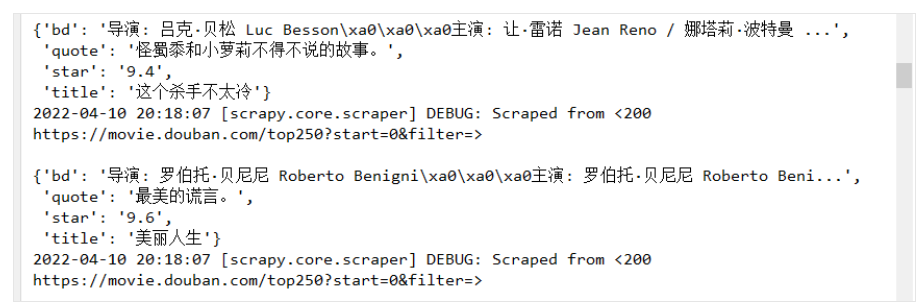 {'bd': '导演: 吕克·贝松 Luc Besson\xa0\xa0\xa0主演: 让·雷诺 Jean Reno / 娜塔莉·波特曼 ...',
'quote': '怪蜀黍和小萝莉不得不说的故事。',
'star': '9.4',
'title': '这个杀手不太冷'}
2022-04-10 20:18:07 [scrapy.core.scraper] DEBUG: Scraped from <200
https://movie.douban.com/top250?start=0&filter=>
{'bd': '导演: 罗伯托·贝尼尼 Roberto Benigni\xa0\xa0\xa0主演: 罗伯托·贝尼尼 Roberto Beni...',
'quote': '最美的谎言。',
'star': '9.6',
'title': '美丽人生'}
2022-04-10 20:18:07 [scrapy.core.scraper] DEBUG: Scraped from <200
https://movie.douban.com/top250?start=0&filter=>